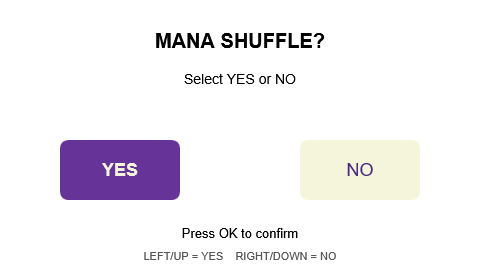 MANA SHUFFLE?
Select YES or NO
YES NO
Press OK to confirm
LEFT/UP = YES RIGHT/DOWN = NO